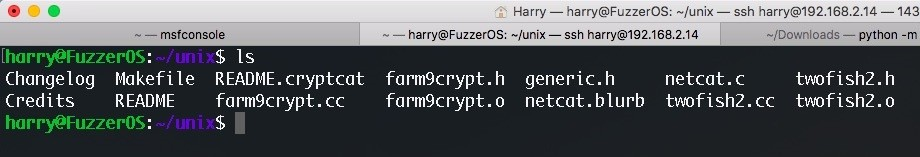 Harry — harry@FuzzerOS: ~/unix — ssh harry@192.168.2.14 — 143
~ — msfconsole
~ — harry@FuzzerOS: ~/unix — ssh harry@192.168.2.14
~/Downloads — python -m
[harry@FuzzerOS:~/unix$ ls
Changelog Makefile README.cryptcat farm9crypt.h generic.h netcat.c twofish2.h
Credits README farm9crypt.cc farm9crypt.o netcat.blurb twofish2.cc twofish2.o
harry@FuzzerOS:~/unix$